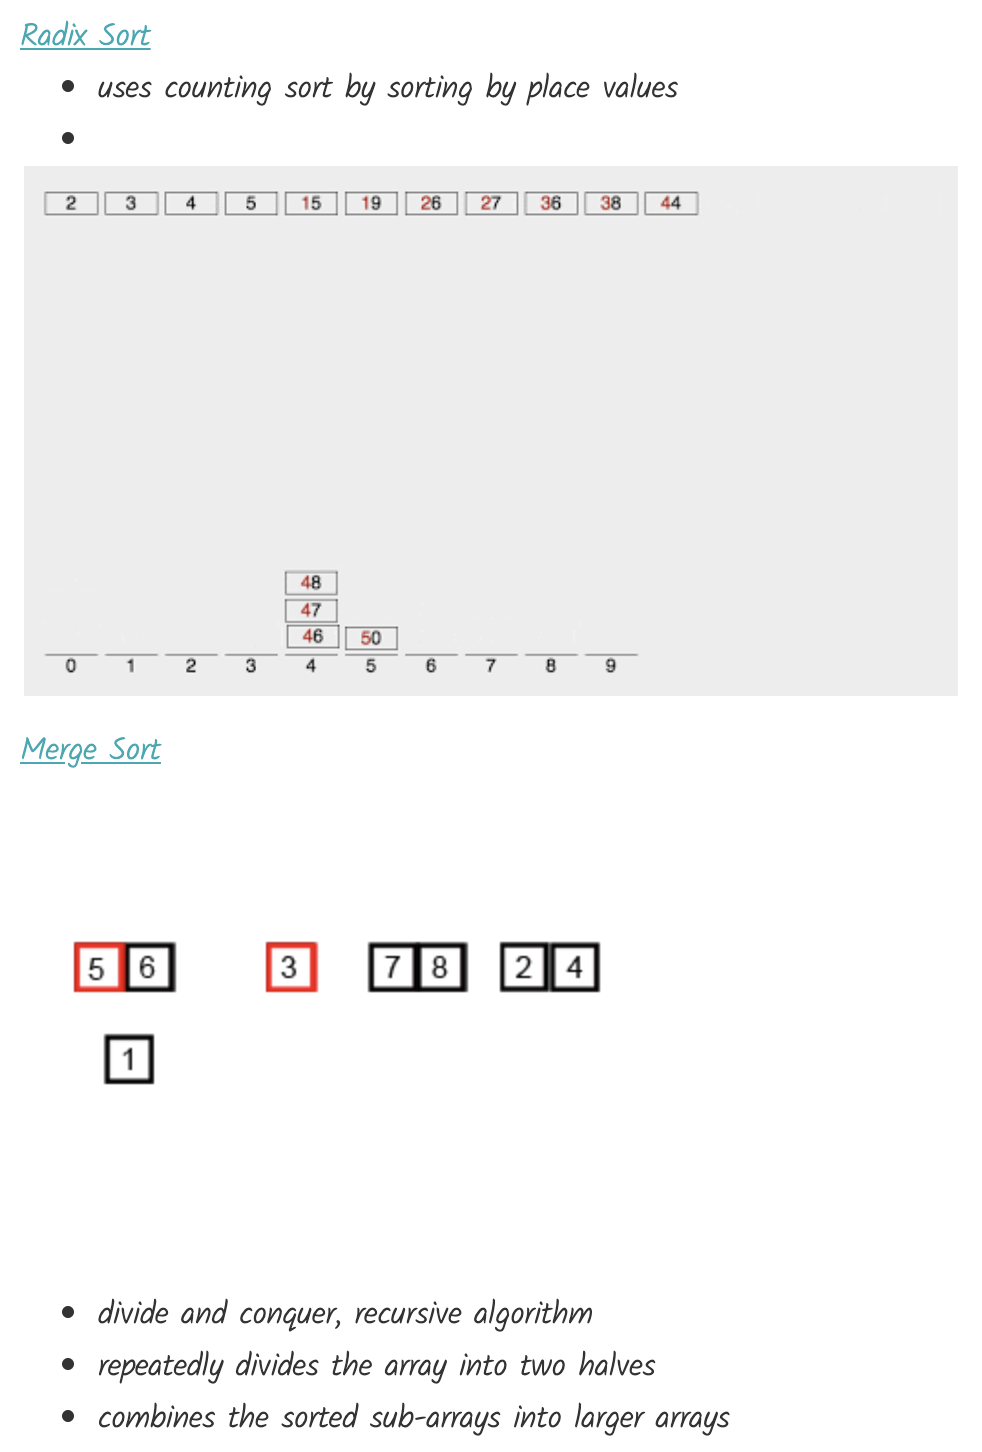 Radix Sort
uses counting sort by sorting by place values
2 3 4 5 15 19 26 27 36 38 44
48
47
46 50
0 1 2 3 4 5 6 7 8 9
Merge Sort
5 6 3 7 8 2 4
1
divide and conquer, recursive algorithm
repeatedly divides the array into two halves
combines the sorted sub-arrays into larger arrays